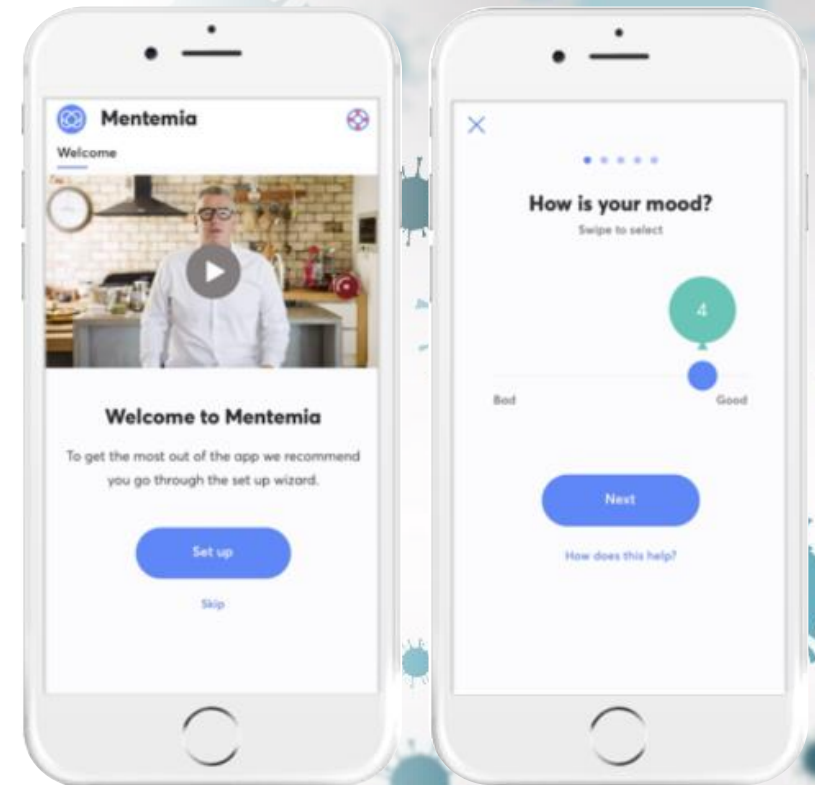 Mentemia
Welcome
Welcome to Mentemia
To get the most out of the app we recommend
you go through the set up wizard.
Set up
Skip
How is your mood?
Swipe to select
4
Bad Good
Next
How does this help?